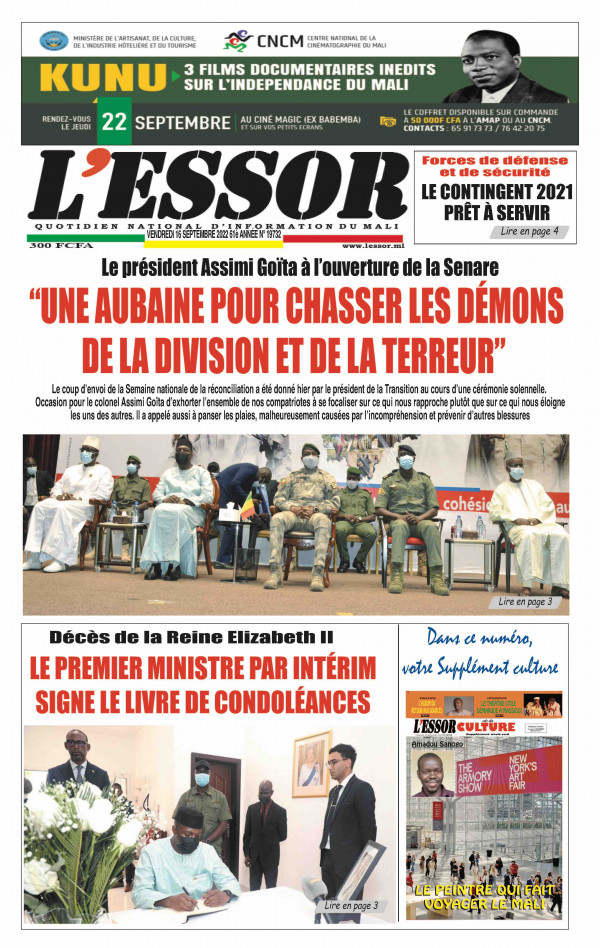 MINISTÈRE DE L'ARTISANAT, DE LA CULTURE,
DE L'INDUSTRIE HÔTELIÈRE ET DU TOURISME
CNCM
CENTRE NATIONAL DE LA
CINÉMATOGRAPHIE DU MALI
KUNU
3 FILMS DOCUMENTAIRES INEDITS
SUR L'INDEPENDANCE DU MALI
RENDEZ-VOUS
LE JEUDI
22 SEPTEMBRE
AU CINÉ MAGIC (EX BABEMBA)
ET SUR VOS PETITS ECRANS
LE COFFRET DISPONIBLE SUR COMMANDE
À 50 000F CFA À L'AMAP OU AU CNCM.
CONTACTS : 65 91 73 73 / 76 42 20 75
L'ESSOR
QUOTIDIEN NATIONAL D'INFORMATION DU MALI
VENDREDI 16 SEPTEMBRE 2022 61è ANNÉE N° 19732
300 FCFA
www.lessor.ml
Forces de défense
et de sécurité
LE CONTINGENT 2021
PRÊT À SERVIR
Lire en page 4
Le président Assimi Goïta à l'ouverture de la Senare
“UNE AUBAINE POUR CHASSER LES DÉMONS
DE LA DIVISION ET DE LA TERREUR”
Le coup d'envoi de la Semaine nationale de la réconciliation a été donné hier par le président de la Transition au cours d'une cérémonie solennelle.
Occasion pour le colonel Assimi Goïta d'exhorter l'ensemble de nos compatriotes à se focaliser sur ce qui nous rapproche plutôt que sur ce qui nous éloigne
les uns des autres. Il a appelé aussi à panser les plaies, malheureusement causées par l'incompréhension et prévenir d'autres blessures
cohési
Lire en page 3
Décès de la Reine Elizabeth II
LE PREMIER MINISTRE PAR INTÉRIM
SIGNE LE LIVRE DE CONDOLÉANCES
Lire en page 3
Dans ce numéro,
votre Supplément culture
L'ESSOR
CULTURE
Amadou Sanogo
THE
ARMORY
SHOW
NEW
YORK'S
ART
FAIR
LE PEINTRE QUI FAIT
VOYAGER LE MALI